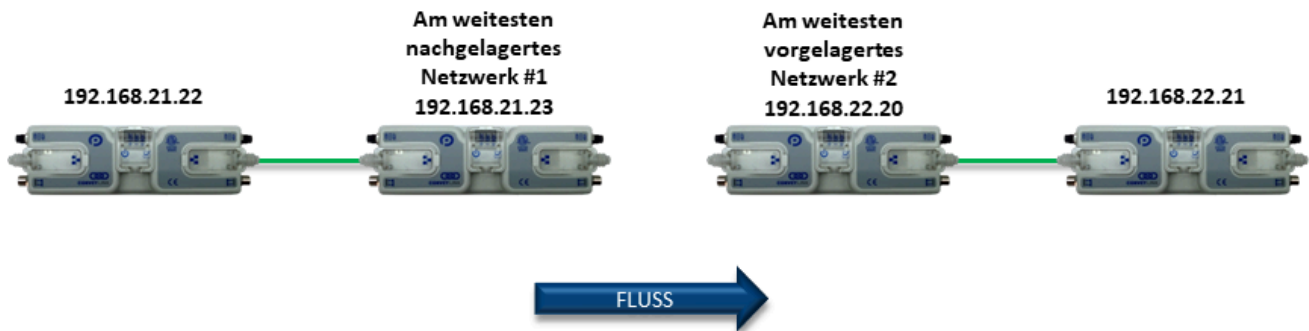 192.168.21.22
Am weitesten
nachgelagertes
Netzwerk #1
192.168.21.23
Am weitesten
vorgelagertes
Netzwerk #2
192.168.22.20
192.168.22.21
FLUSS